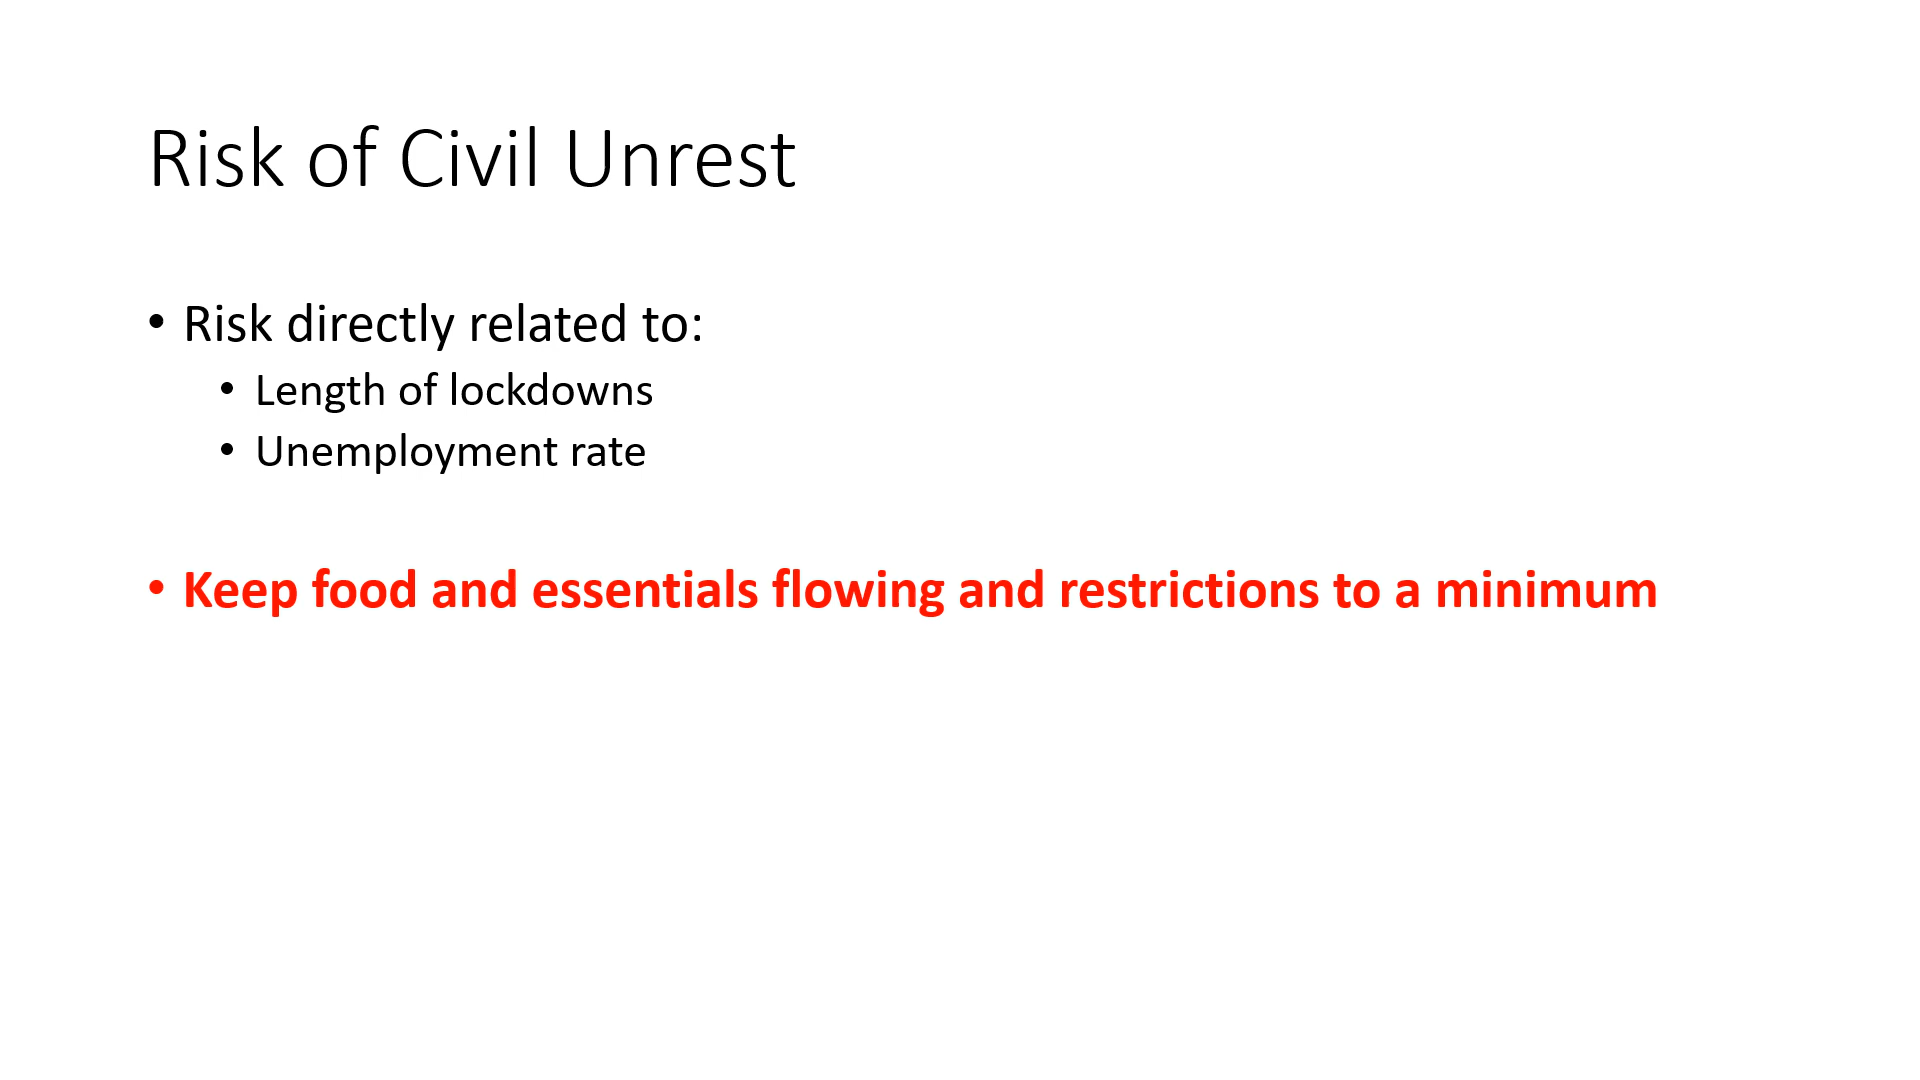 Risk of Civil Unrest
• Risk directly related to:
• Length of lockdowns
• Unemployment rate
• Keep food and essentials flowing and restrictions to a minimum